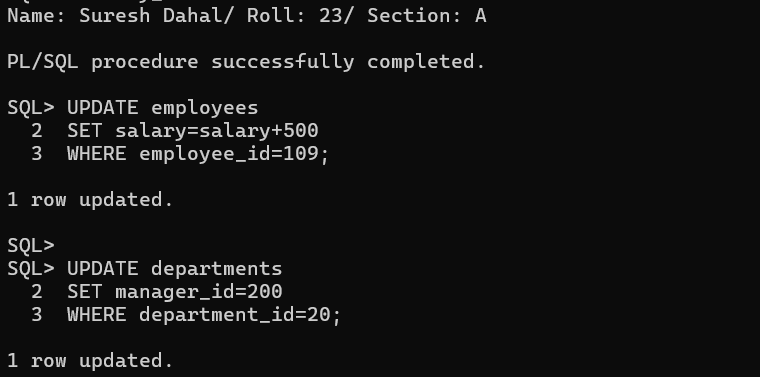 Name: Suresh Dahal/ Roll: 23/ Section: A
PL/SQL procedure successfully completed.
SQL> UPDATE employees
2 SET salary=salary+500
3 WHERE employee_id=109;
1 row updated.
SQL>
SQL> UPDATE departments
2 SET manager_id=200
3 WHERE department_id=20;
1 row updated.